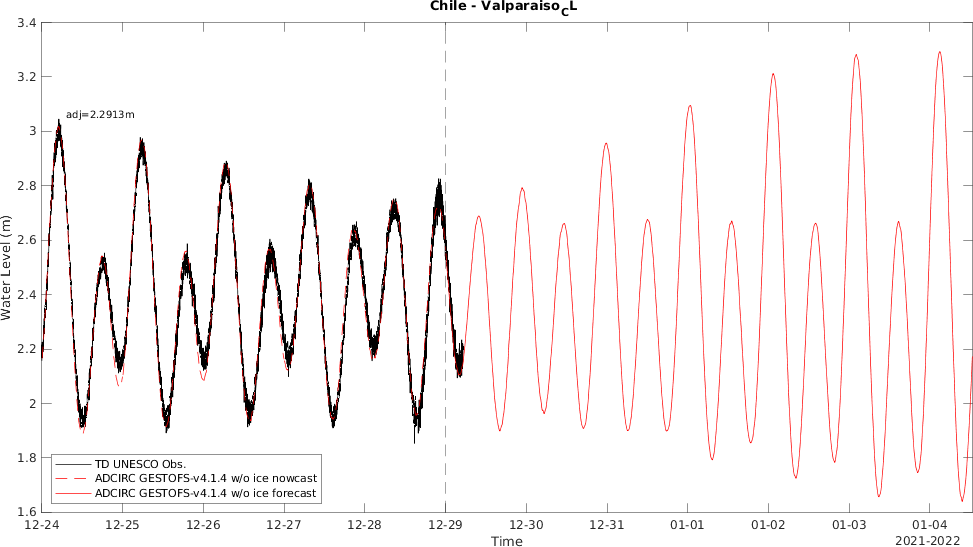 Chile - Valparaiso_CL
adj=2.2913m
Water Level (m)
3.4
3.2
3
2.8
2.6
2.4
2.2
2
1.8
1.6
TD UNESCO Obs.
ADCIRC GESTOFS-v4.1.4 w/o ice nowcast
ADCIRC GESTOFS-v4.1.4 w/o ice forecast
12-24 12-25 12-26 12-27 12-28 12-29 12-30 12-31 01-01 01-02 01-03 01-04
Time
2021-2022